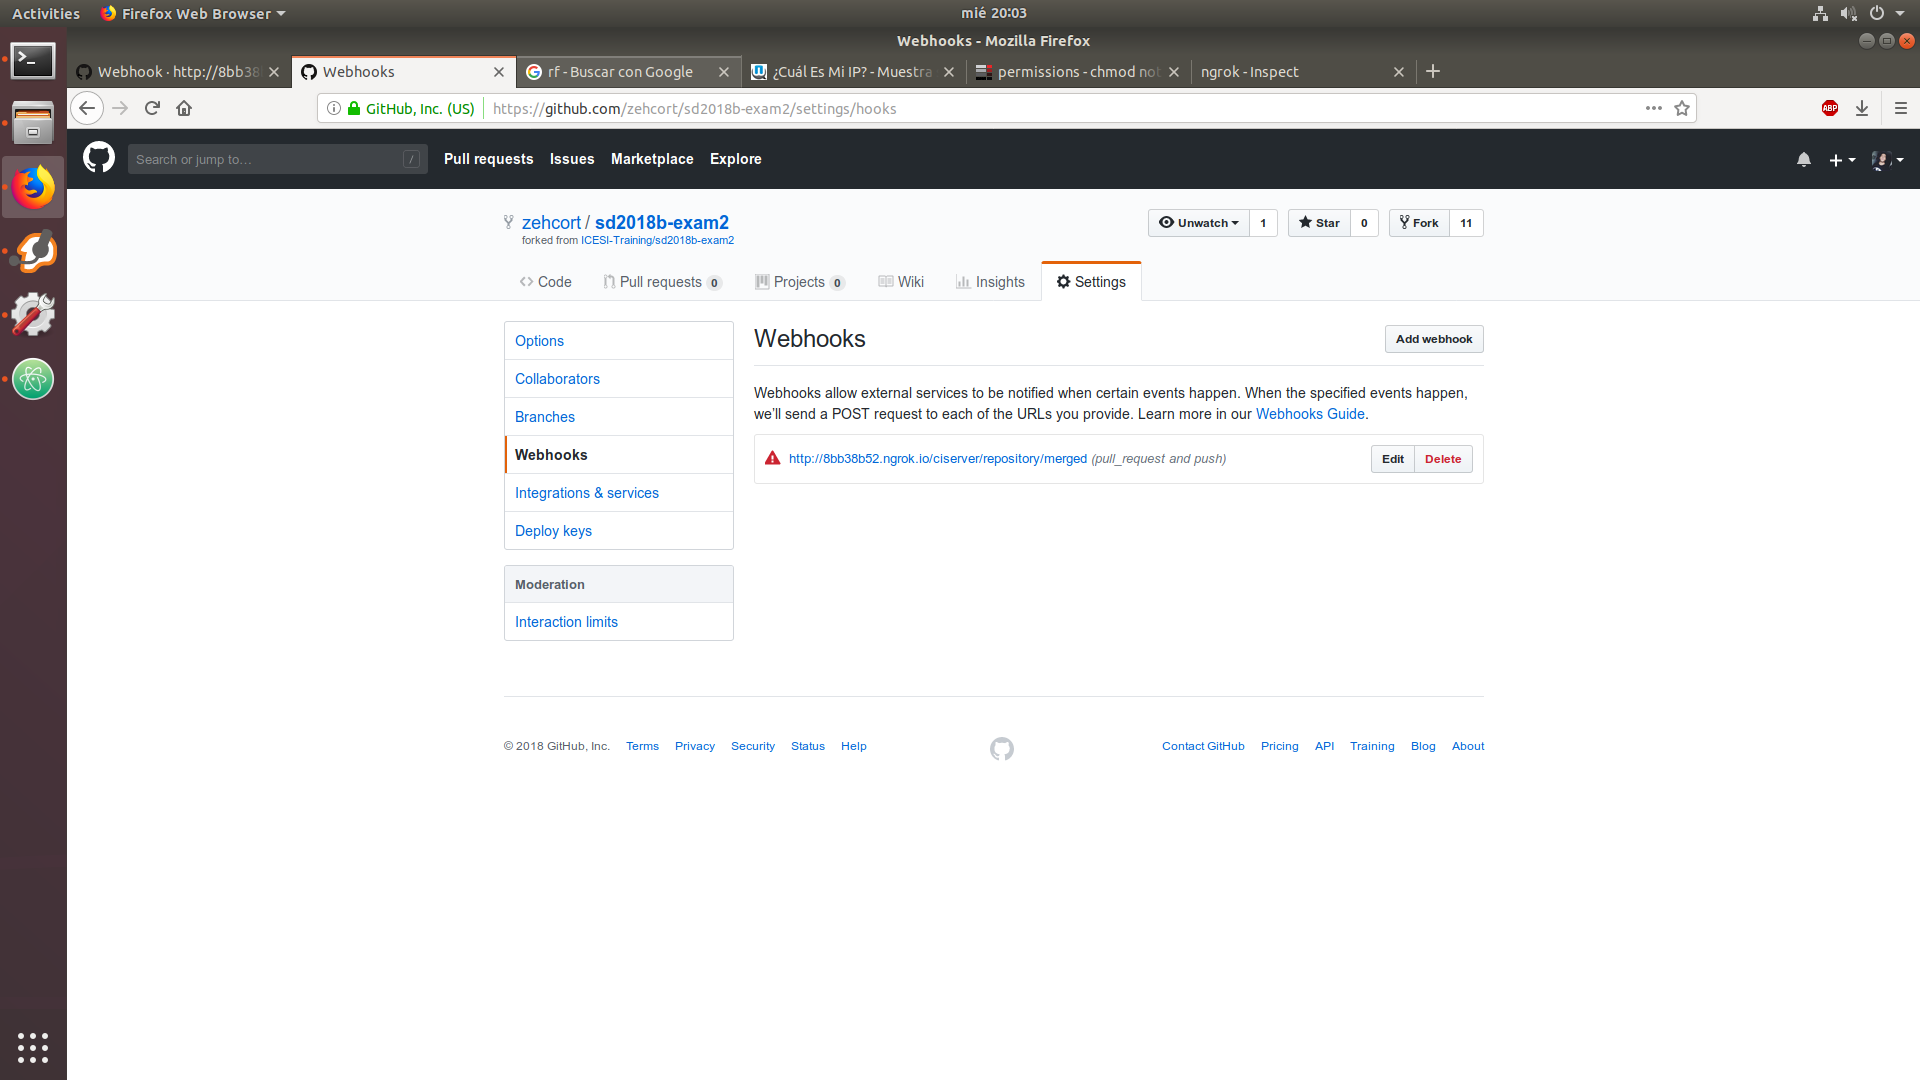 Activities Firefox Web Browser mié 20:03
Webhooks - Mozilla Firefox
Webhook · http://8bb38 Webhooks rf - Buscar con Google ¿Cuál Es Mi IP? - Muestra permissions - chmod not ngrok - Inspect
GitHub, Inc. (US) https://github.com/zehcort/sd2018b-exam2/settings/hooks ABP
Search or jump to… / Pull requests Issues Marketplace Explore
zehcort / sd2018b-exam2 Unwatch 1 Star 0 Fork 11
forked from ICESI-Training/sd2018b-exam2
Code Pull requests 0 Projects 0 Wiki Insights Settings
Options
Collaborators
Branches
Webhooks
Integrations & services
Deploy keys
Moderation
Interaction limits
Webhooks Add webhook
Webhooks allow external services to be notified when certain events happen. When the specified events happen,
we'll send a POST request to each of the URLs you provide. Learn more in our Webhooks Guide.
http://8bb38b52.ngrok.io/ciserver/repository/merged (pull_request and push) Edit Delete
© 2018 GitHub, Inc. Terms Privacy Security Status Help Contact GitHub Pricing API Training Blog About